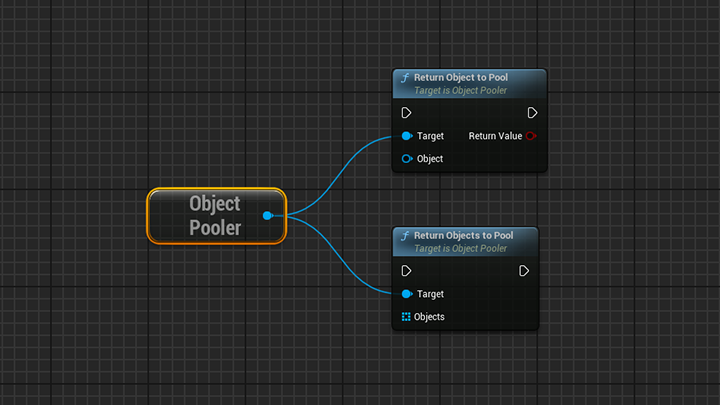 Return Object to Pool
Target is Object Pooler
Target
Return Value
Object
Object
Pooler
Return Objects to Pool
Target is Object Pooler
Target
Objects